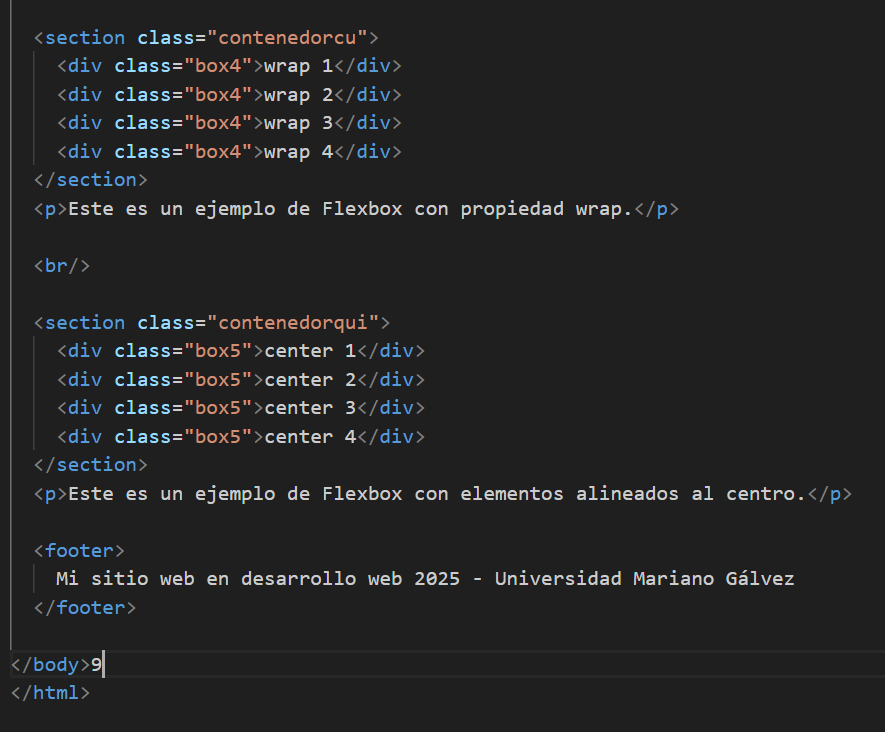 <section class="contenedorcu">
<div class="box4">wrap 1</div>
<div class="box4">wrap 2</div>
<div class="box4">wrap 3</div>
<div class="box4">wrap 4</div>
</section>
<p>Este es un ejemplo de Flexbox con propiedad wrap.</p>
<br/>
<section class="contenedorqui">
<div class="box5">center 1</div>
<div class="box5">center 2</div>
<div class="box5">center 3</div>
<div class="box5">center 4</div>
</section>
<p>Este es un ejemplo de Flexbox con elementos alineados al centro.</p>
<footer>
Mi sitio web en desarrollo web 2025 - Universidad Mariano Gálvez
</footer>
</body>9
</html>